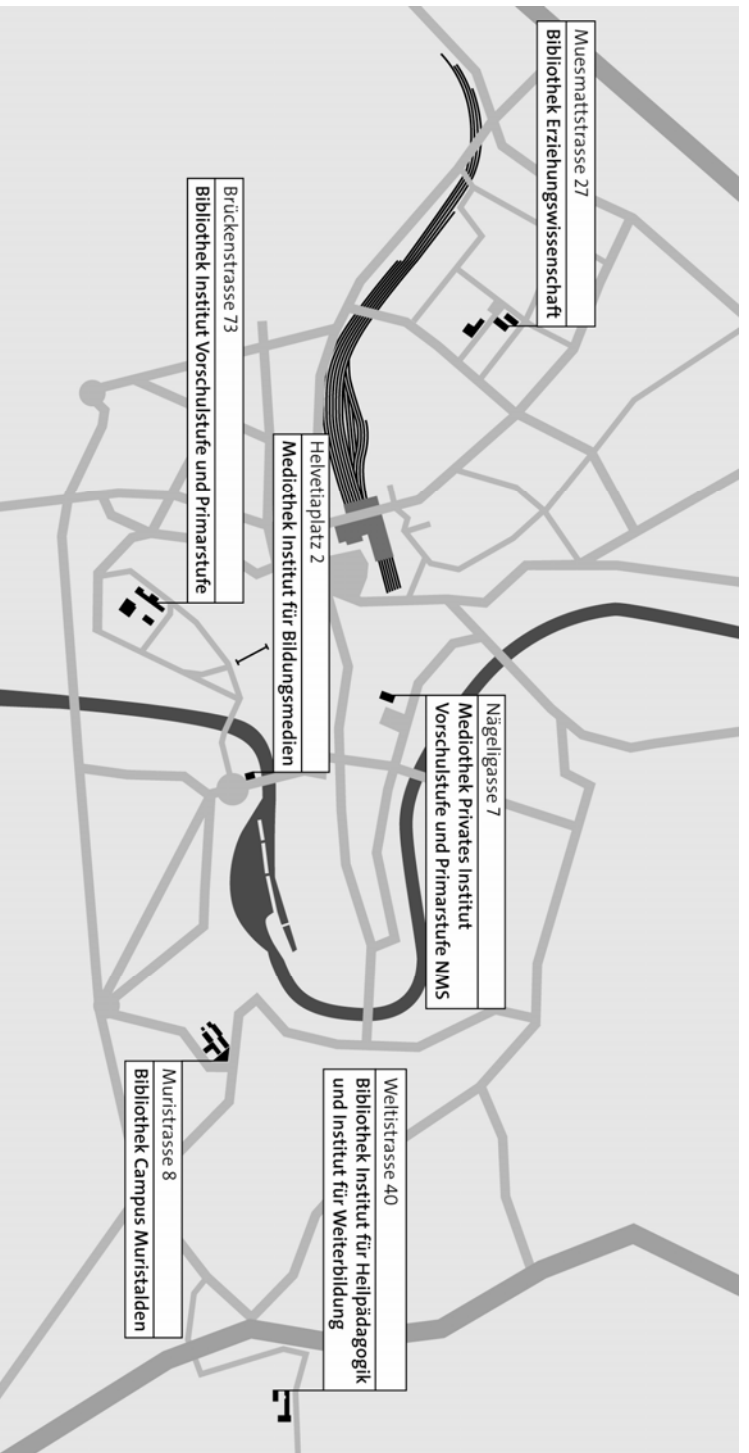 Muesmattstrasse 27
Bibliothek Erziehungswissenschaft
Brückenstrasse 73
Bibliothek Institut Vorschulstufe und Primarstufe
Helvetiaplatz 2
Mediothek Institut für Bildungsmedien
Nägeligasse 7
Mediothek Privates Institut
Vorschulstufe und Primarstufe NMS
Weltistrasse 40
Bibliothek Institut für Heilpädagogik
und Institut für Weiterbildung
Muristrasse 8
Bibliothek Campus Muristalden